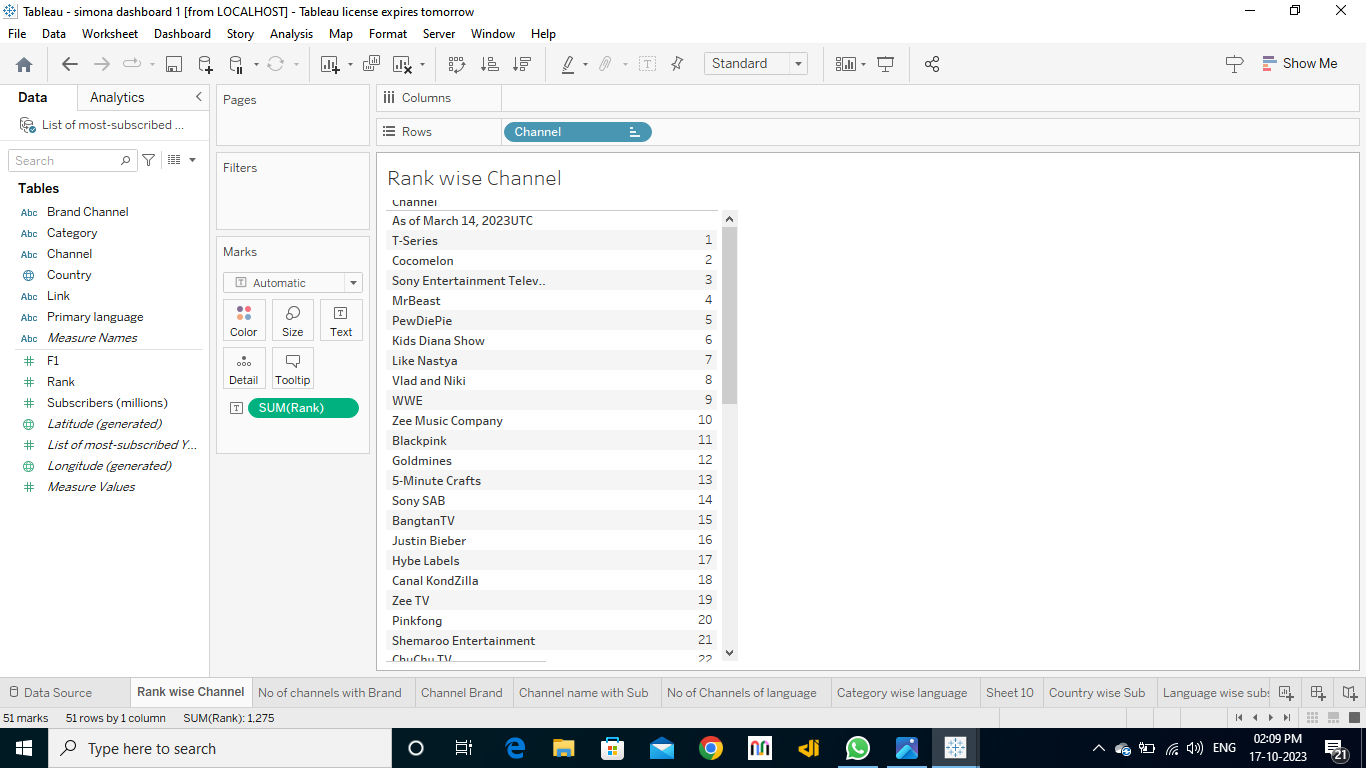 Tableau - simona dashboard 1 [from LOCALHOST] - Tableau license expires tomorrow
File Data Worksheet Dashboard Story Analysis Map Format Server Window Help
Standard
Show Me
Data Analytics
List of most-subscribed ...
Search
Tables
Abc Brand Channel
Abc Category
Abc Channel
Country
Abc Link
Abc Primary language
Abc Measure Names
F1
Rank
Subscribers (millions)
Latitude (generated)
List of most-subscribed Y...
Longitude (generated)
Measure Values
Pages
Filters
Marks
Automatic
Color Size Text
Detail Tooltip
SUM(Rank)
Columns
Rows Channel
Rank wise Channel
Channel
As of March 14, 2023UTC
T-Series 1
Cocomelon 2
Sony Entertainment Telev.. 3
MrBeast 4
PewDiePie 5
Kids Diana Show 6
Like Nastya 7
Vlad and Niki 8
WWE 9
Zee Music Company 10
Blackpink 11
Goldmines 12
5-Minute Crafts 13
Sony SAB 14
BangtanTV 15
Justin Bieber 16
Hybe Labels 17
Canal KondZilla 18
Zee TV 19
Pinkfong 20
Shemaroo Entertainment 21
ChuChu TV 22
Data Source Rank wise Channel No of channels with Brand Channel Brand Channel name with Sub No of Channels of language Category wise language Sheet 10 Country wise Sub Language wise subs
51 marks 51 rows by 1 column SUM(Rank): 1,275
Type here to search
ENG
02:09 PM
17-10-2023
21